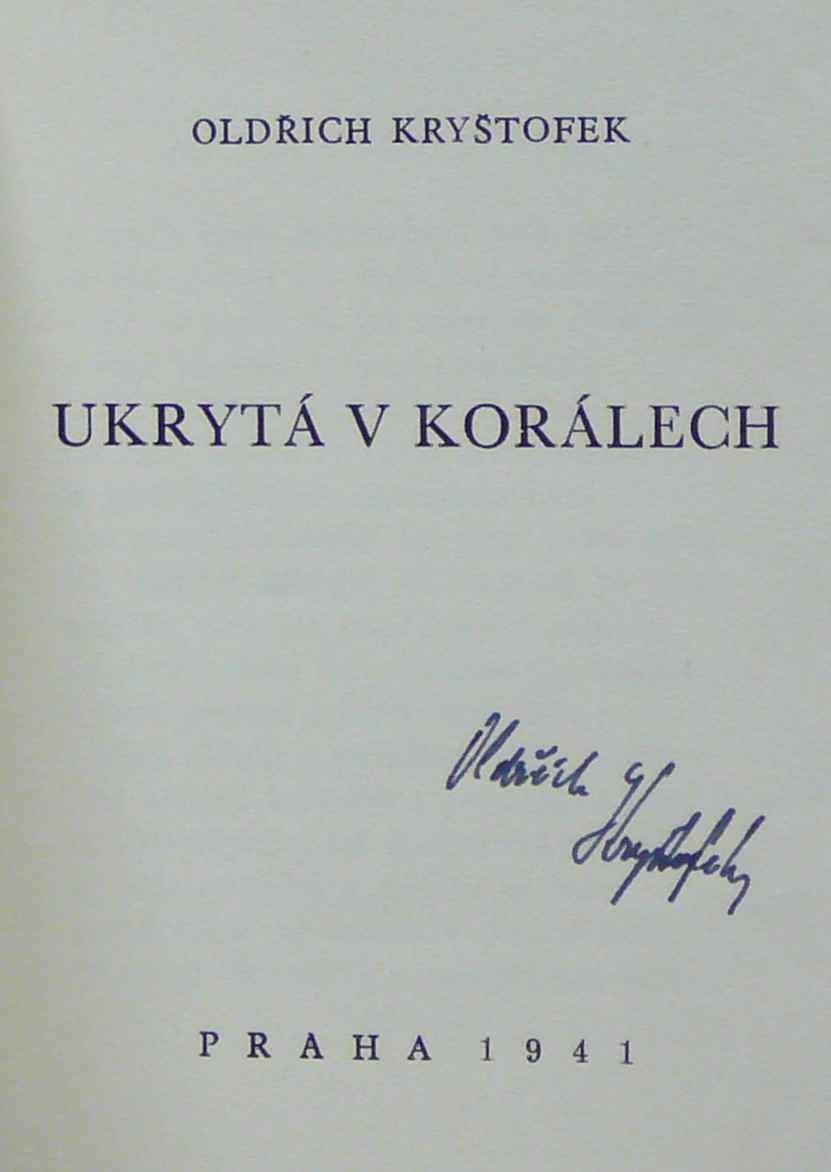 OLDŘICH KRYŠTOFEK
UKRYTÁ V KORÁLECH
Oldřich
Kryštofek
PRAHA 1941